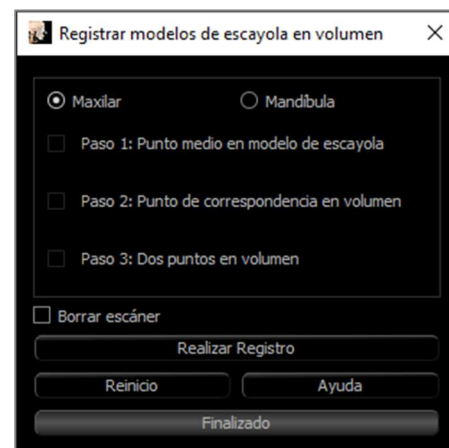 Registrar modelos de escayola en volumen
Maxilar Mandíbula
Paso 1: Punto medio en modelo de escayola
Paso 2: Punto de correspondencia en volumen
Paso 3: Dos puntos en volumen
Borrar escáner
Realizar Registro
Reinicio Ayuda
Finalizado